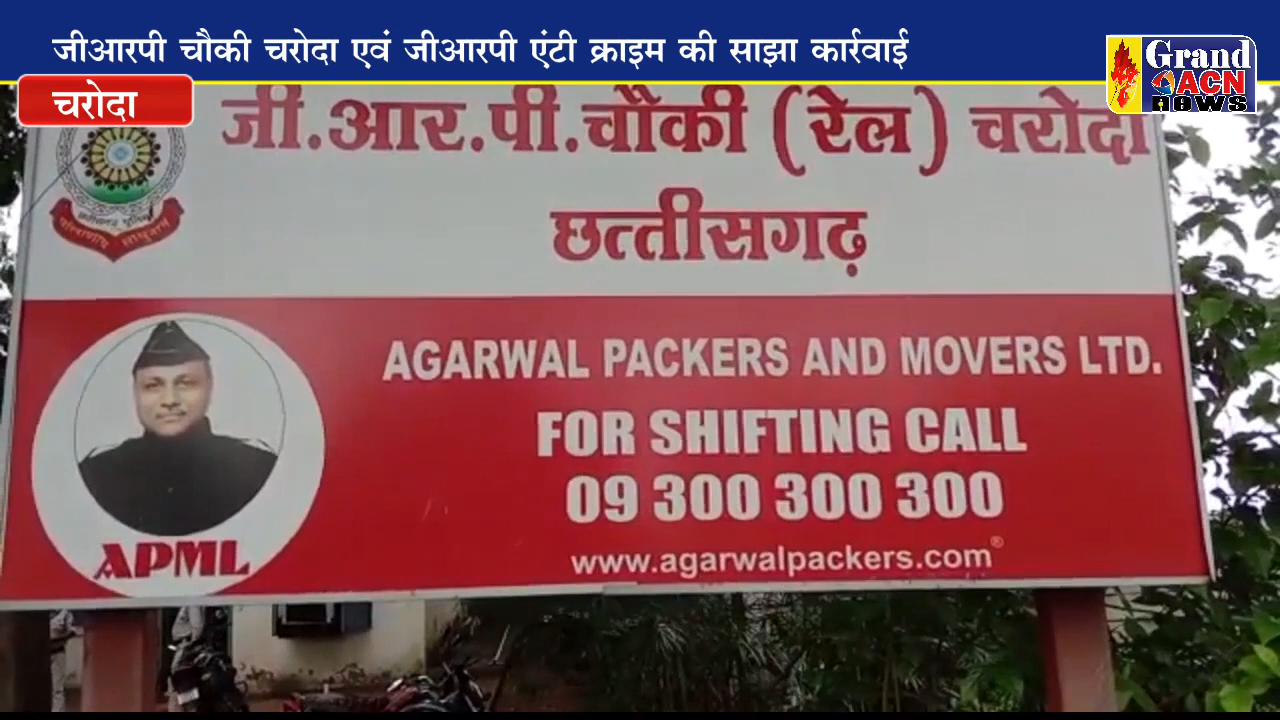 जीआरपी चौकी चरोदा एवं जीआरपी एंटी क्राइम की साझा कार्रवाई
Grand
ACN
news
चरोदा
जी.आर.पी.चौकी (रेल) चरोदा
छत्तीसगढ़
AGARWAL PACKERS AND MOVERS LTD.
FOR SHIFTING CALL
09 300 300 300
www.agarwalpackers.com®
APML